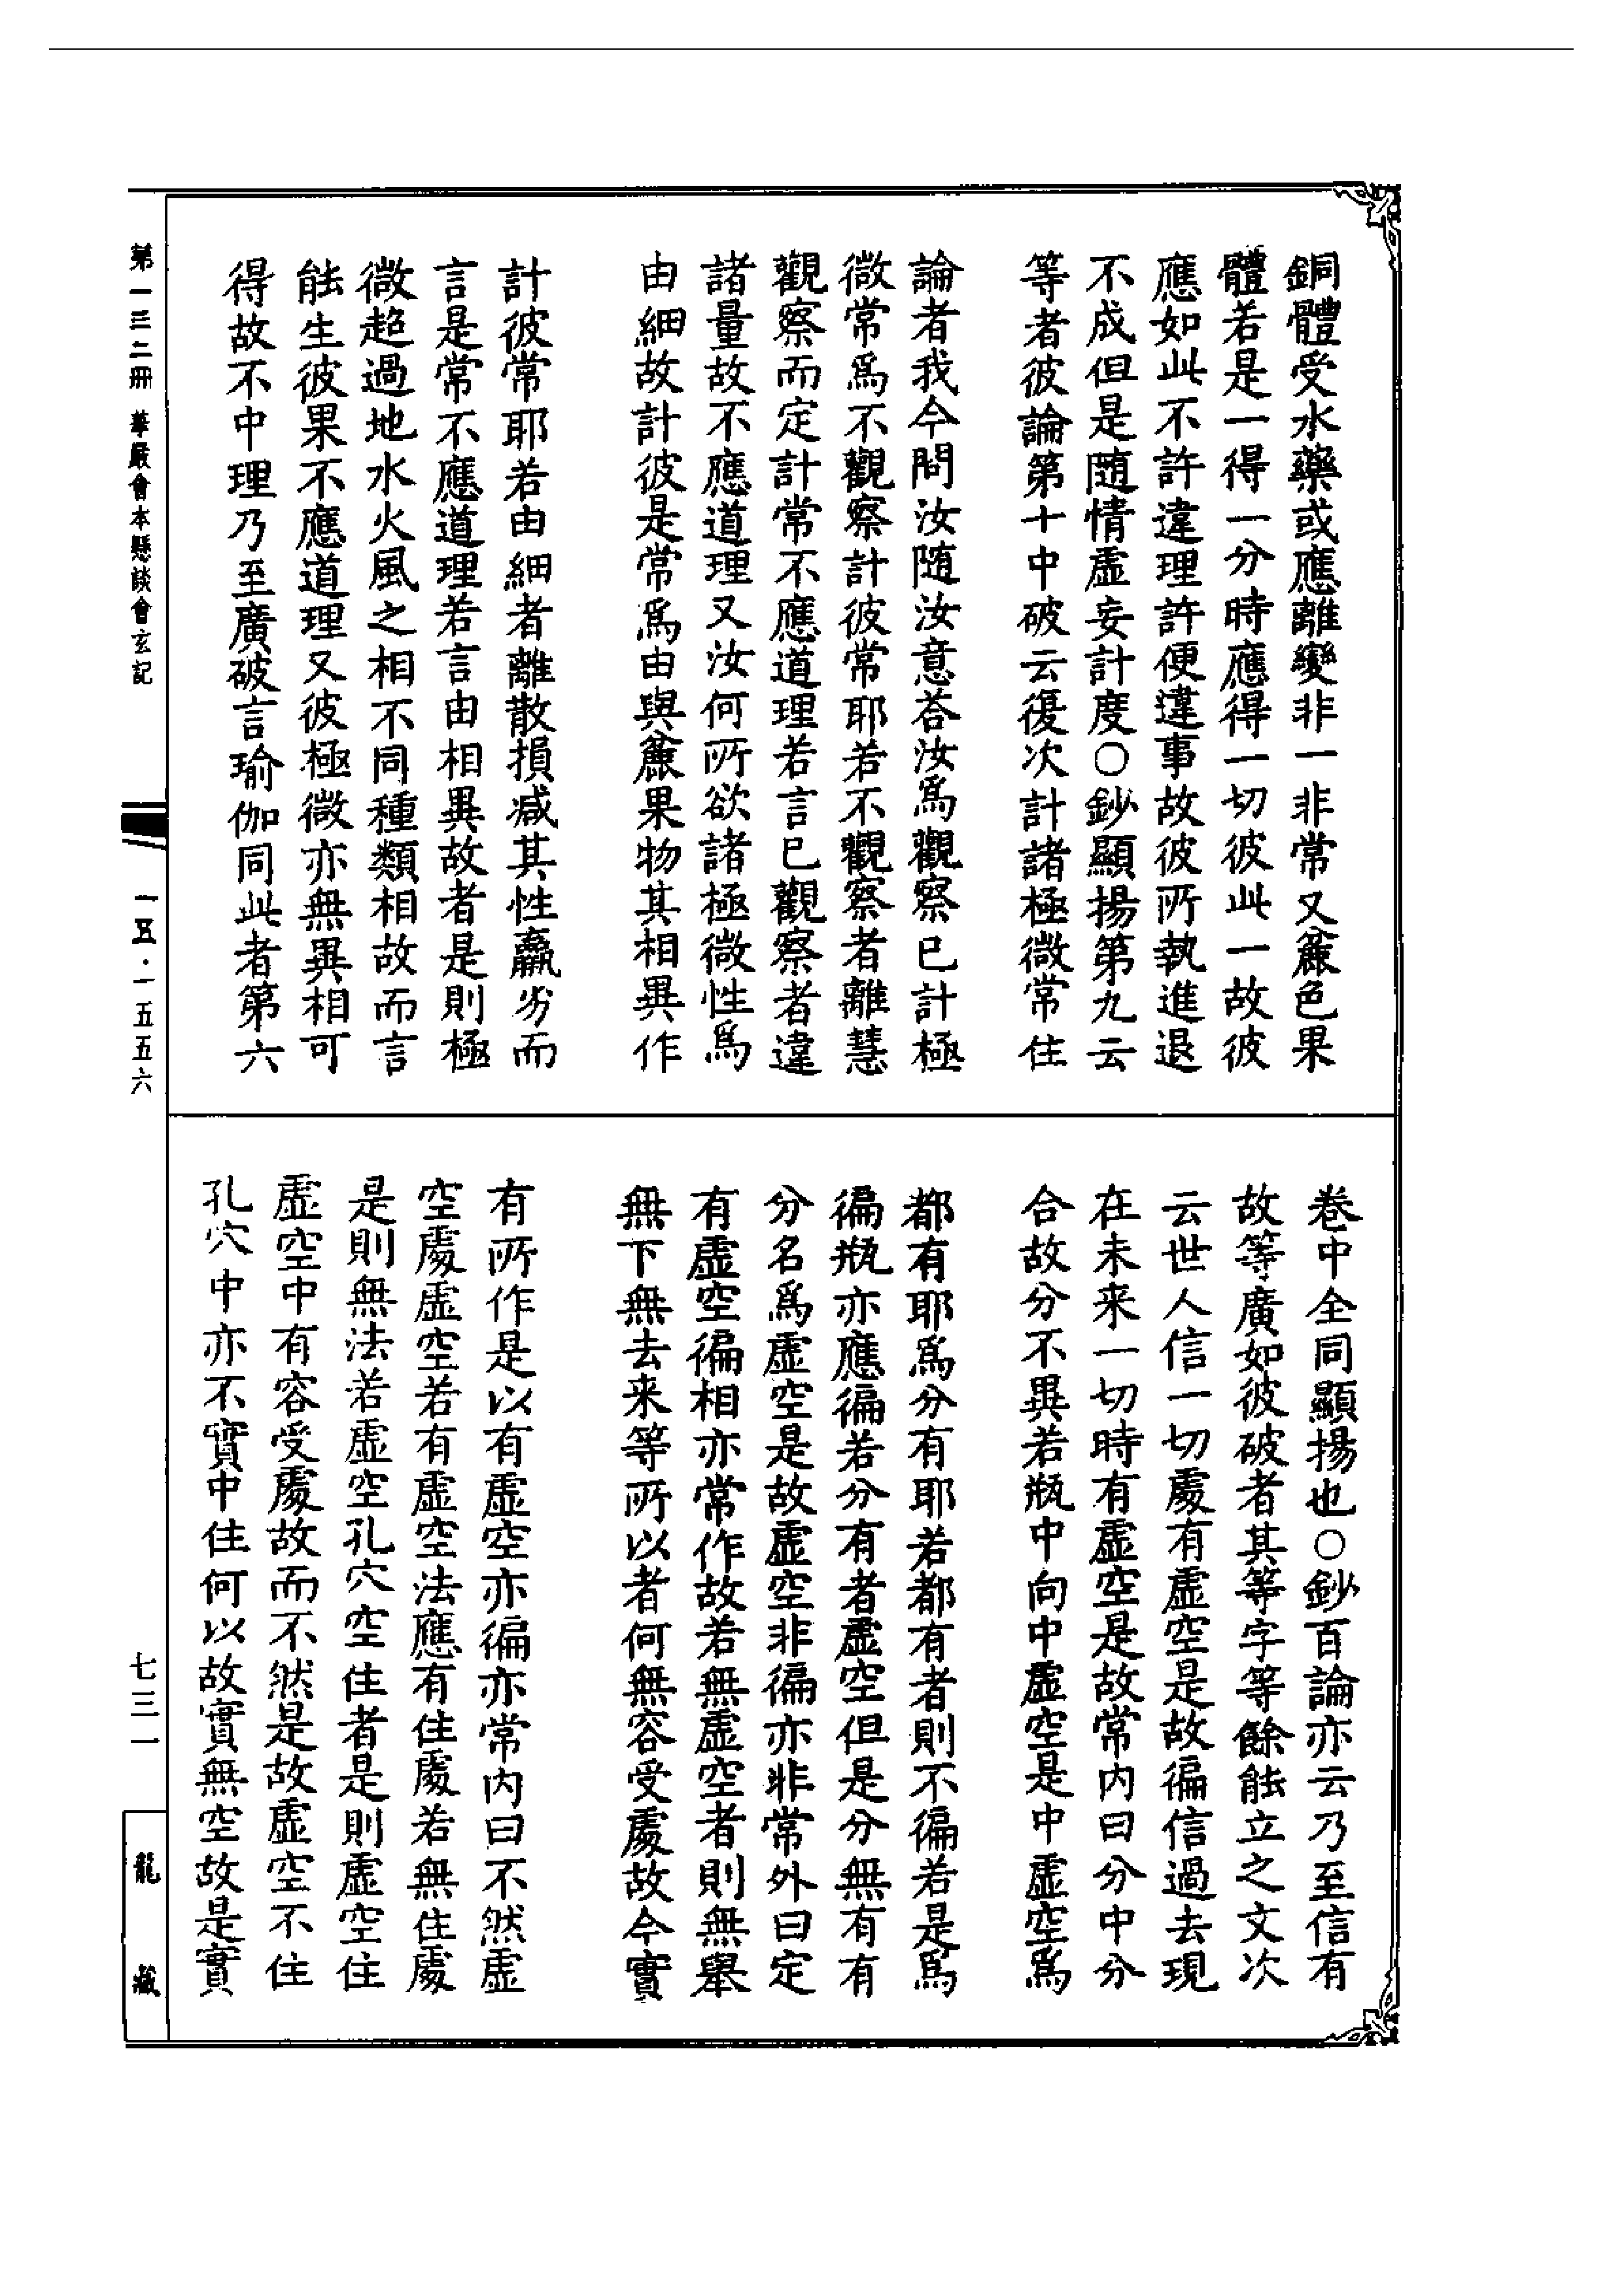 銅體受水藥或應離變非一非常又麤色果
體若是一得一分時應得一切彼此一故彼
應如此不許違理許便違事故彼所執進退
不成但是随情虛妄計度○鈔顯揚第九云
等者彼論第十中破云復次計諸極微常住
論者我今問汝随汝意荅汝爲觀察已計極
微常爲不觀察計彼常耶若不觀察者離慧
觀察而定計常不應道理若言已觀察者違
諸量故不應道理又汝何所欲諸極微性爲
由細故計彼是常爲由與麤果物其相異作
計彼常耶若由細者離散損减其性羸劣而
言是常不應道理若言由相異故者是則極
微超過地水火風之相不同種類相故而言
能生彼果不應道理又彼極微亦無異相可
得故不中理乃至廣破言瑜伽同此者第六
卷中全同顯揚也○鈔百論亦云乃至信有
故等廣如彼破者其等字等餘能立之文次
云世人信一切處有虛空是故徧信過去現
在未来一切時有虛空是故常内曰分中分
合故分不異若瓶中向中虛空是中虛空爲
都有耶爲分有耶若都有者則不徧若是爲
徧瓶亦應徧若分有者虛空但是分無有有
分名爲虛空是故虛空非徧亦非常外曰定
有虛空徧相亦常作故若無虛空者則無舉
無下無去来等所以者何無容受處故今實
有所作是以有虛空亦徧亦常内曰不然虛
空處虛空若有虛空法應有住處若無住處
是則無法若虛空孔穴空住者是則虛空住
虛空中有容受處故而不然是故虛空不住
孔穴中亦不實中住何以故實無空故是實
第一三二冊 華嚴會本懸談會玄記
一五·一五五六
七三一
龍藏